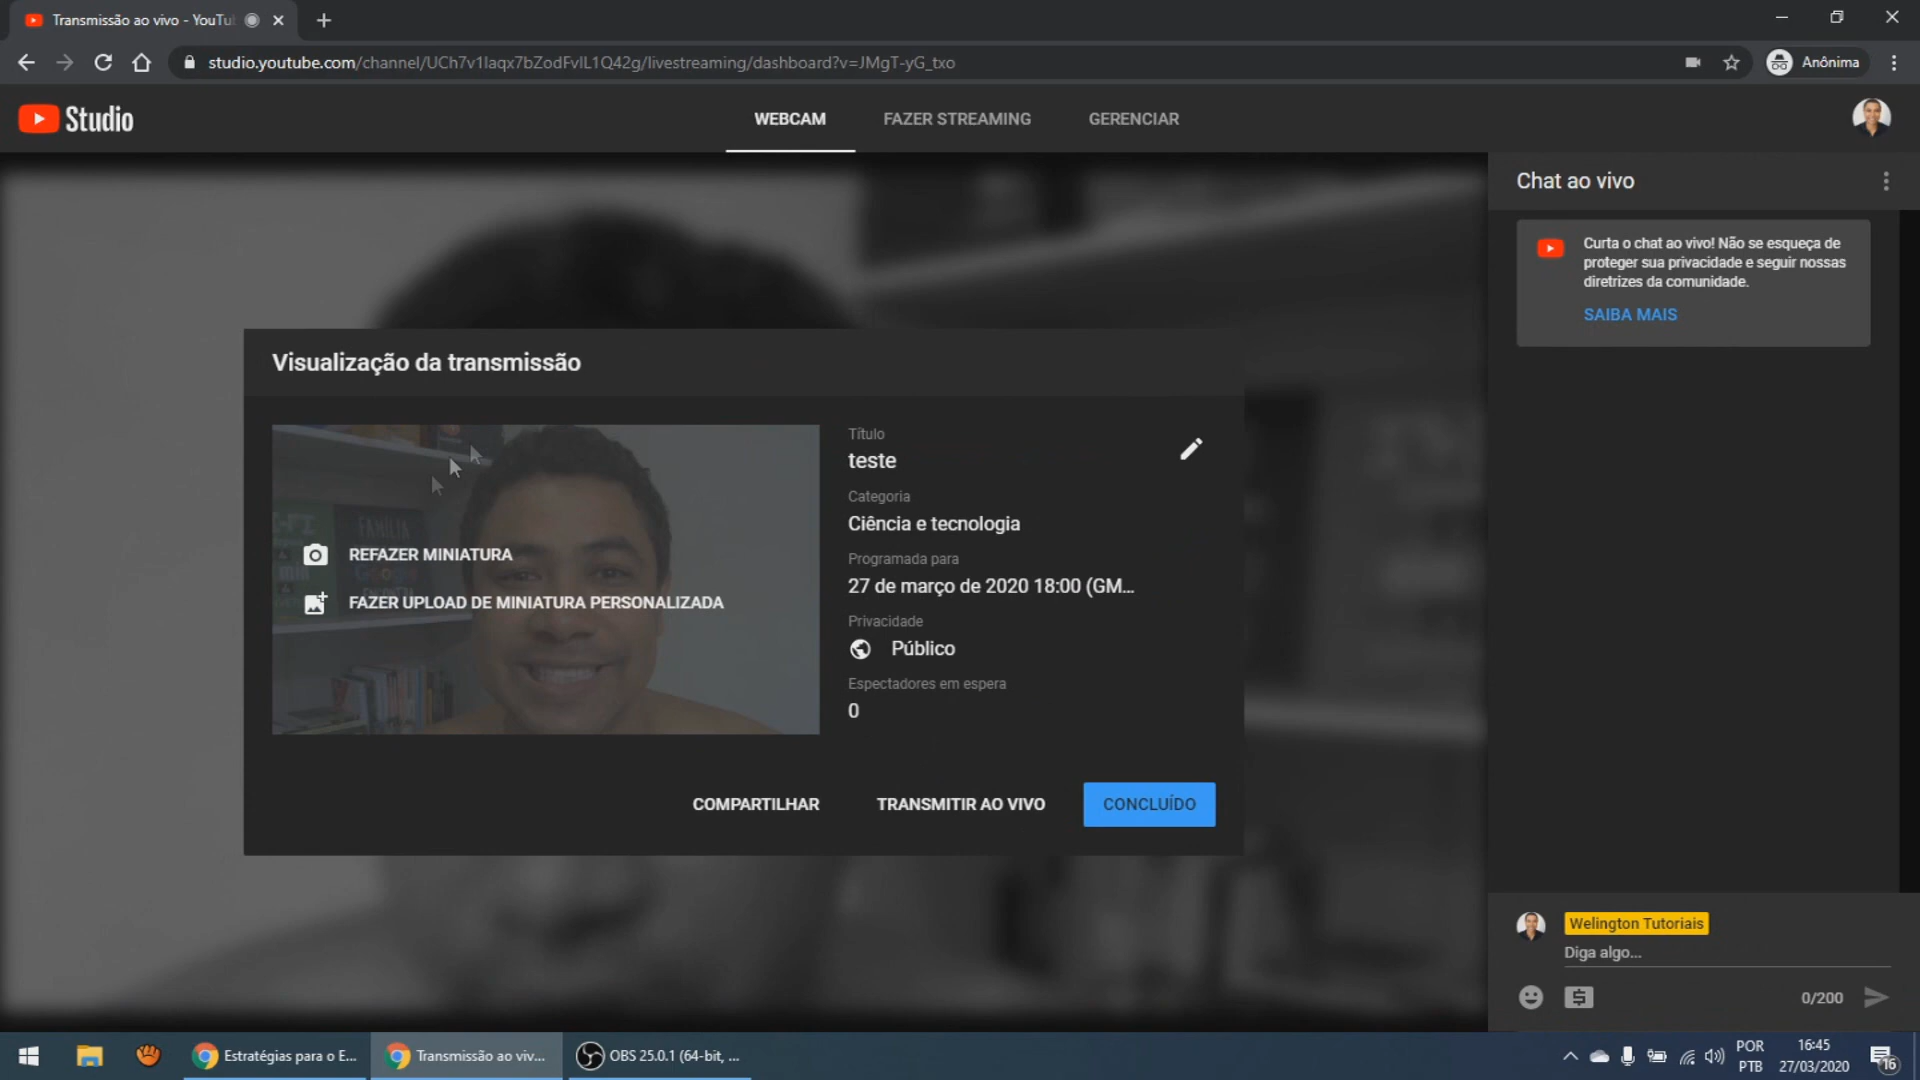 Transmissão ao vivo - YouTu
studio.youtube.com/channel/UCh7v1Iaqx7bZodFvIL1Q42g/livestreaming/dashboard?v=JMgT-yG_txo
Anônima
Studio
WEBCAM
FAZER STREAMING
GERENCIAR
Chat ao vivo
Curta o chat ao vivo! Não se esqueça de
proteger sua privacidade e seguir nossas
diretrizes da comunidade.
SAIBA MAIS
Visualização da transmissão
REFAZER MINIATURA
FAZER UPLOAD DE MINIATURA PERSONALIZADA
Título
teste
Categoria
Ciência e tecnologia
Programada para
27 de março de 2020 18:00 (GM...
Privacidade
Público
Espectadores em espera
0
COMPARTILHAR
TRANSMITIR AO VIVO
CONCLUÍDO
Welington Tutoriais
Diga algo...
0/200
Estratégias para o E...
Transmissão ao viv...
OBS 25.0.1 (64-bit, ...
POR
PTB
16:45
27/03/2020
16